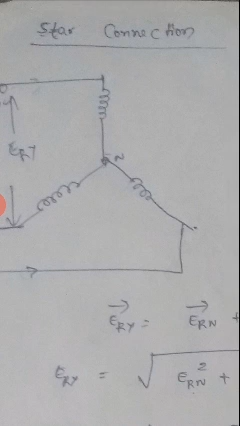 Star Connection
E_RY
N
E_RY = E_RN +
E_RY = √ E_RN² +